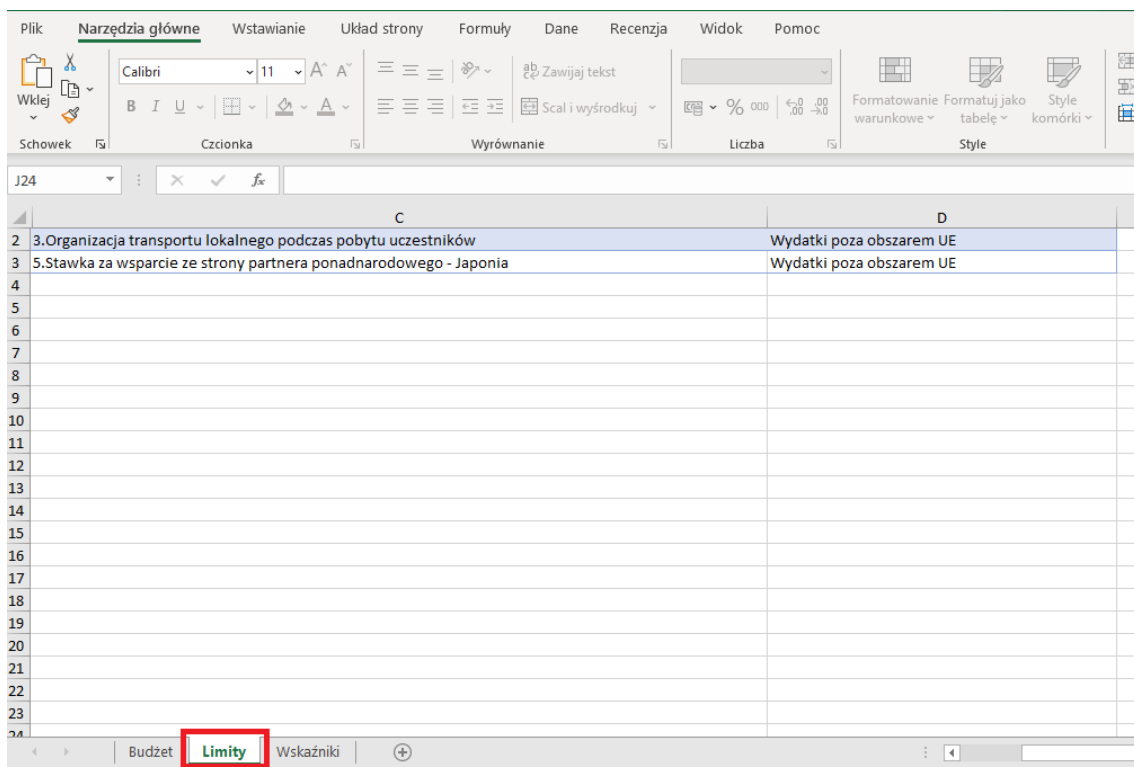 Plik Narzędzia główne Wstawianie Układ strony Formuły Dane Recenzja Widok Pomoc
Wklej
Calibri 11 A A
B I U A
ab Zawijaj tekst
Scal i wyśrodkuj
% 000
Formatowanie warunkowe
Formatuj jako tabelę
Style komórki
Schowek Czcionka Wyrównanie Liczba Style
J24 fx
C D
2 3.Organizacja transportu lokalnego podczas pobytu uczestników Wydatki poza obszarem UE
3 5.Stawka za wsparcie ze strony partnera ponadnarodowego - Japonia Wydatki poza obszarem UE
4
5
6
7
8
9
10
11
12
13
14
15
16
17
18
19
20
21
22
23
24
Budżet Limity Wskaźniki